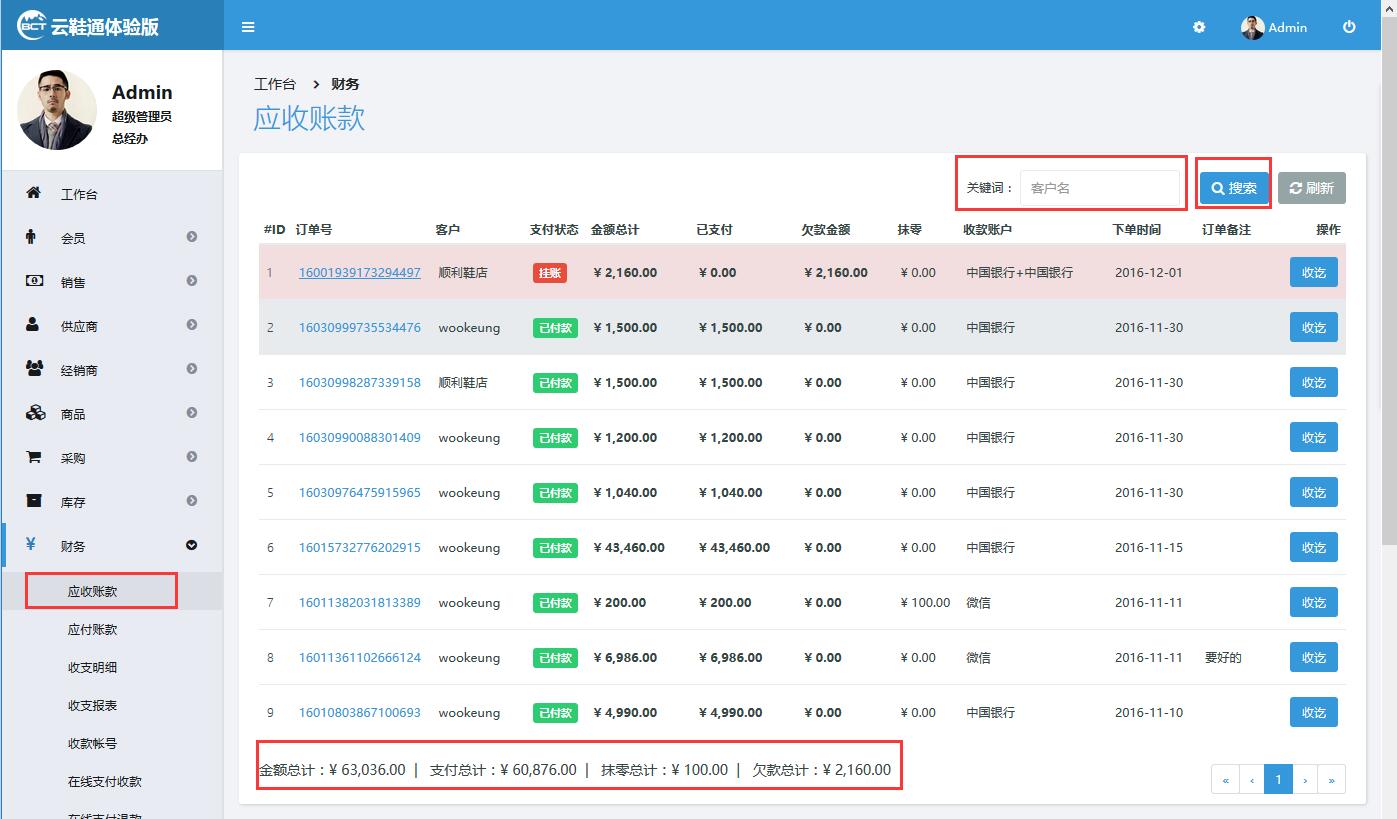 BCT 云鞋通体验版
Admin
Admin
超级管理员
总经办
工作台
会员
销售
供应商
经销商
商品
采购
库存
¥ 财务
应收账款
应付账款
收支明细
收支报表
收款帐号
在线支付收款
在线支付退款
工作台 > 财务
应收账款
关键词： 客户名 搜索 刷新
#ID 订单号 客户 支付状态 金额总计 已支付 欠款金额 抹零 收款账户 下单时间 订单备注 操作
1 16001939173294497 顺利鞋店 挂账 ¥ 2,160.00 ¥ 0.00 ¥ 2,160.00 ¥ 0.00 中国银行+中国银行 2016-12-01 收讫
2 16030999735534476 wookeung 已付款 ¥ 1,500.00 ¥ 1,500.00 ¥ 0.00 ¥ 0.00 中国银行 2016-11-30 收讫
3 16030998287339158 顺利鞋店 已付款 ¥ 1,500.00 ¥ 1,500.00 ¥ 0.00 ¥ 0.00 中国银行 2016-11-30 收讫
4 16030990088301409 wookeung 已付款 ¥ 1,200.00 ¥ 1,200.00 ¥ 0.00 ¥ 0.00 中国银行 2016-11-30 收讫
5 16030976475915965 wookeung 已付款 ¥ 1,040.00 ¥ 1,040.00 ¥ 0.00 ¥ 0.00 中国银行 2016-11-30 收讫
6 16015732776202915 wookeung 已付款 ¥ 43,460.00 ¥ 43,460.00 ¥ 0.00 ¥ 0.00 中国银行 2016-11-15 收讫
7 16011382031813389 wookeung 已付款 ¥ 200.00 ¥ 200.00 ¥ 0.00 ¥ 100.00 微信 2016-11-11 收讫
8 16011361102666124 wookeung 已付款 ¥ 6,986.00 ¥ 6,986.00 ¥ 0.00 ¥ 0.00 微信 2016-11-11 要好的 收讫
9 16010803867100693 wookeung 已付款 ¥ 4,990.00 ¥ 4,990.00 ¥ 0.00 ¥ 0.00 中国银行 2016-11-10 收讫
金额总计：¥ 63,036.00 | 支付总计：¥ 60,876.00 | 抹零总计：¥ 100.00 | 欠款总计：¥ 2,160.00
« ‹ 1 › »